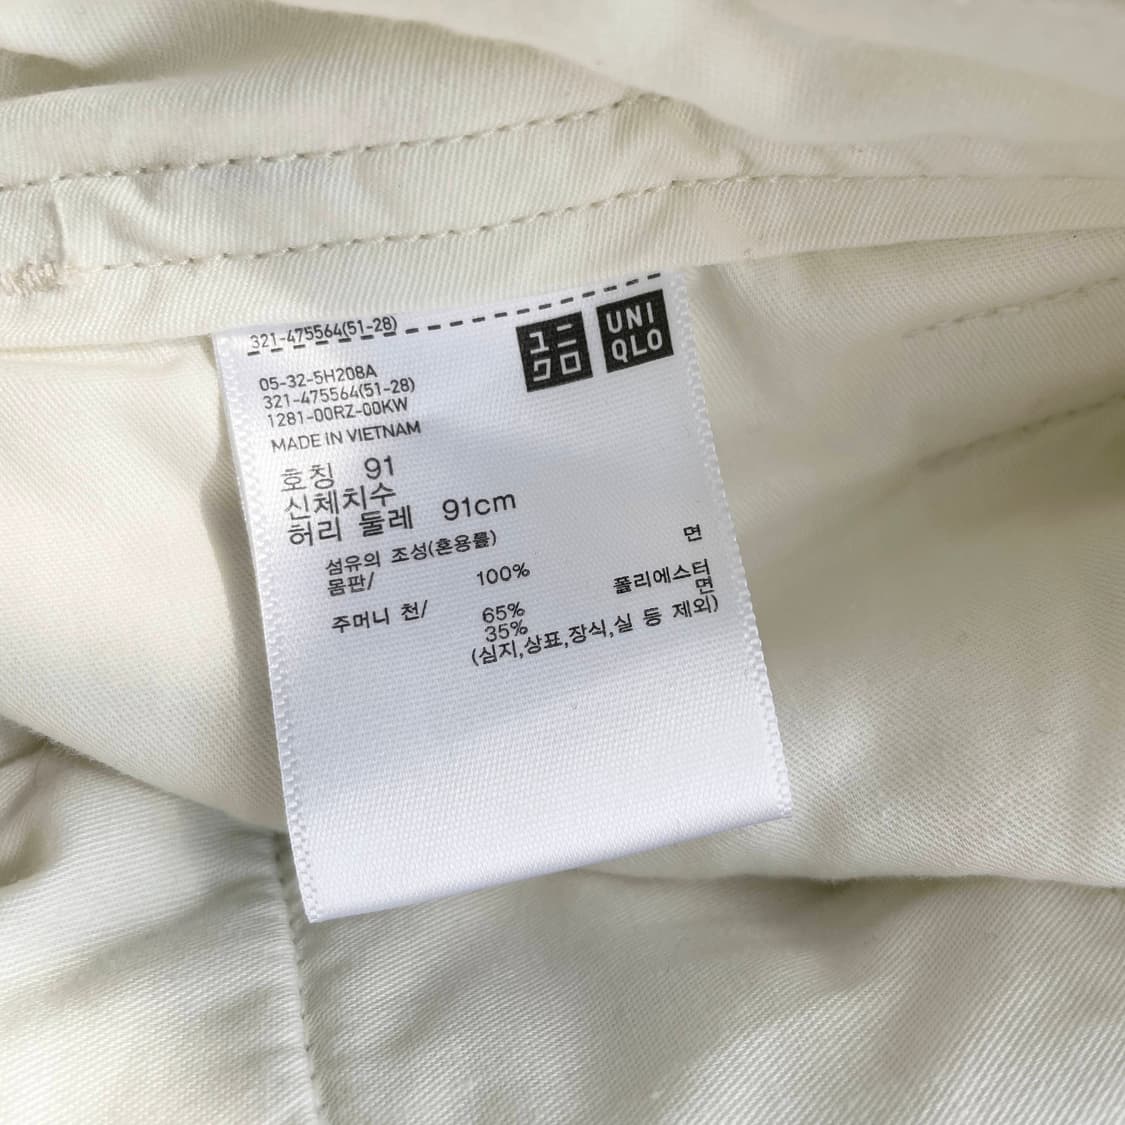 321-475564(51-28)
ユニ
クロ
UNI
QLO
05-32-5H208A
321-475564(51-28)
1281-00RZ-00KW
MADE IN VIETNAM
호칭 91
신체치수
허리 둘레 91cm
섬유의 조성(혼용률)
몸판/ 100% 면
주머니 천/ 65% 폴리에스터
35% 면
(심지,상표,장식,실 등 제외)